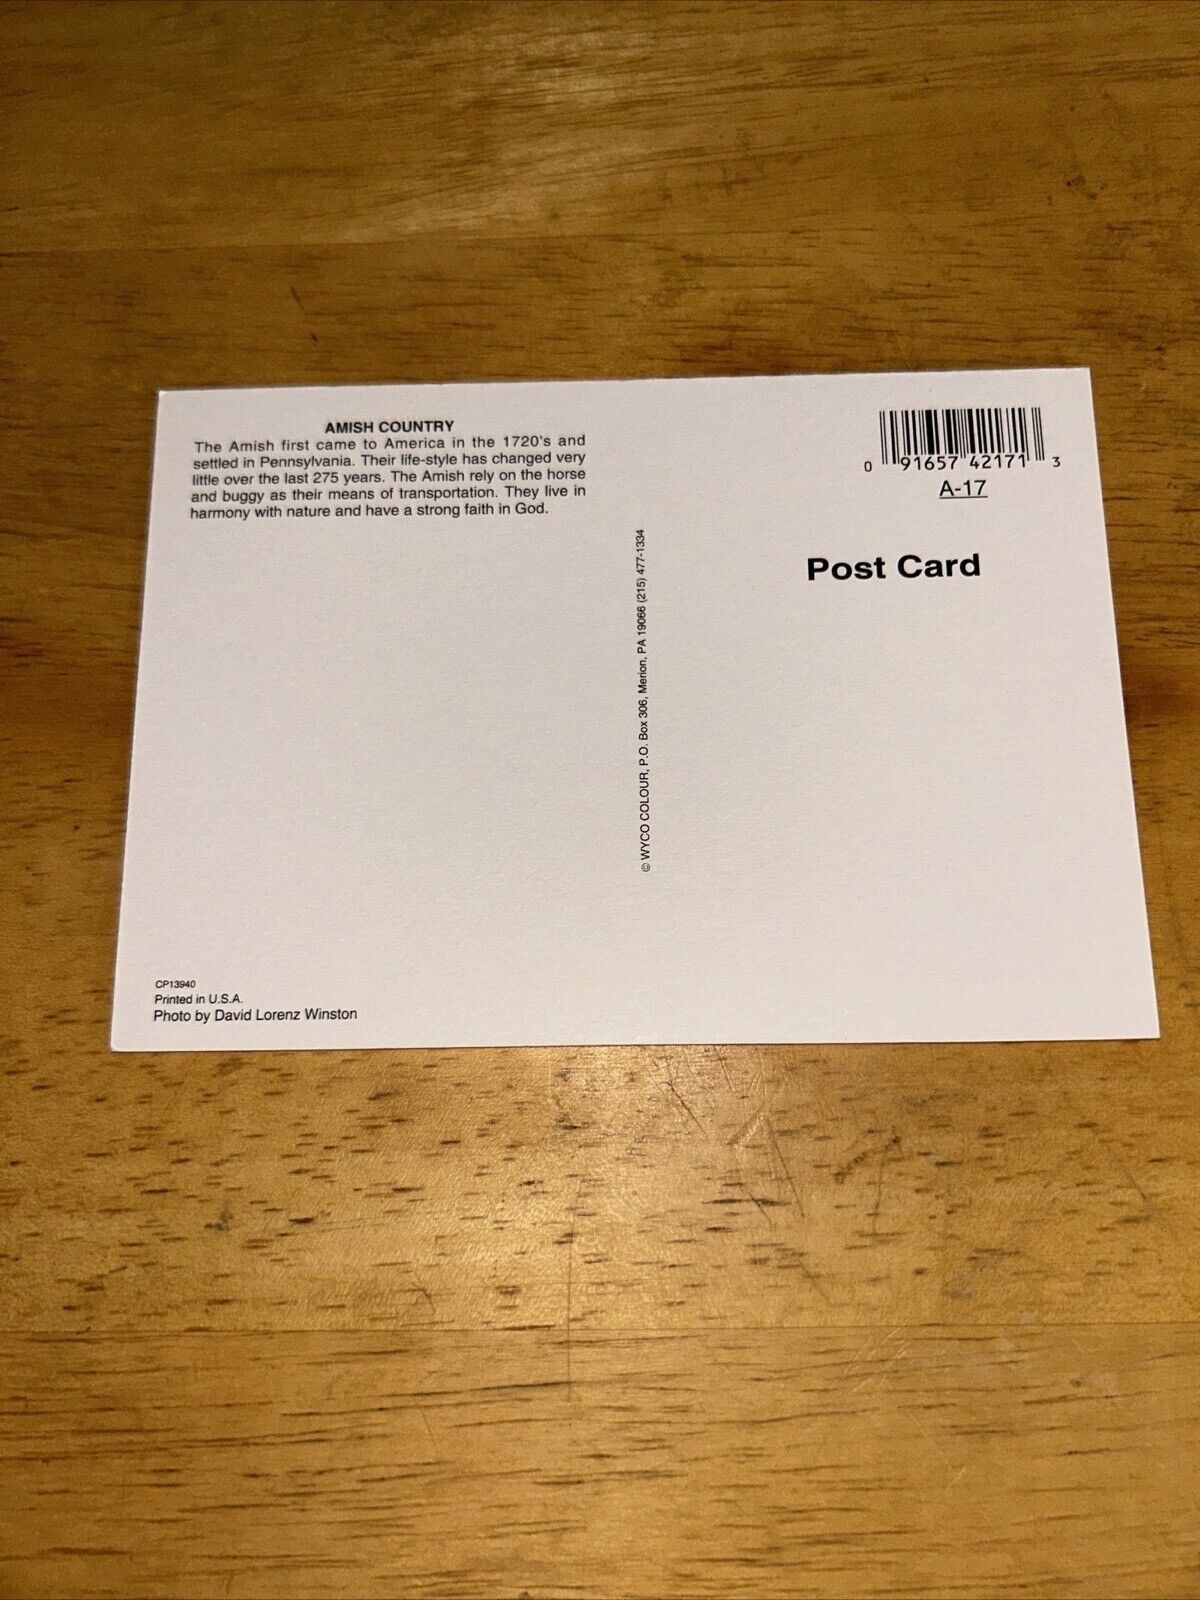 AMISH COUNTRY
The Amish first came to America in the 1720's and
settled in Pennsylvania. Their life-style has changed very
little over the last 275 years. The Amish rely on the horse
and buggy as their means of transportation. They live in
harmony with nature and have a strong faith in God.
0 91657 42171 3
A-17
Post Card
© WYCO COLOUR, P.O. Box 306, Merion, PA 19066 (215) 477-1334
CP13940
Printed in U.S.A.
Photo by David Lorenz Winston